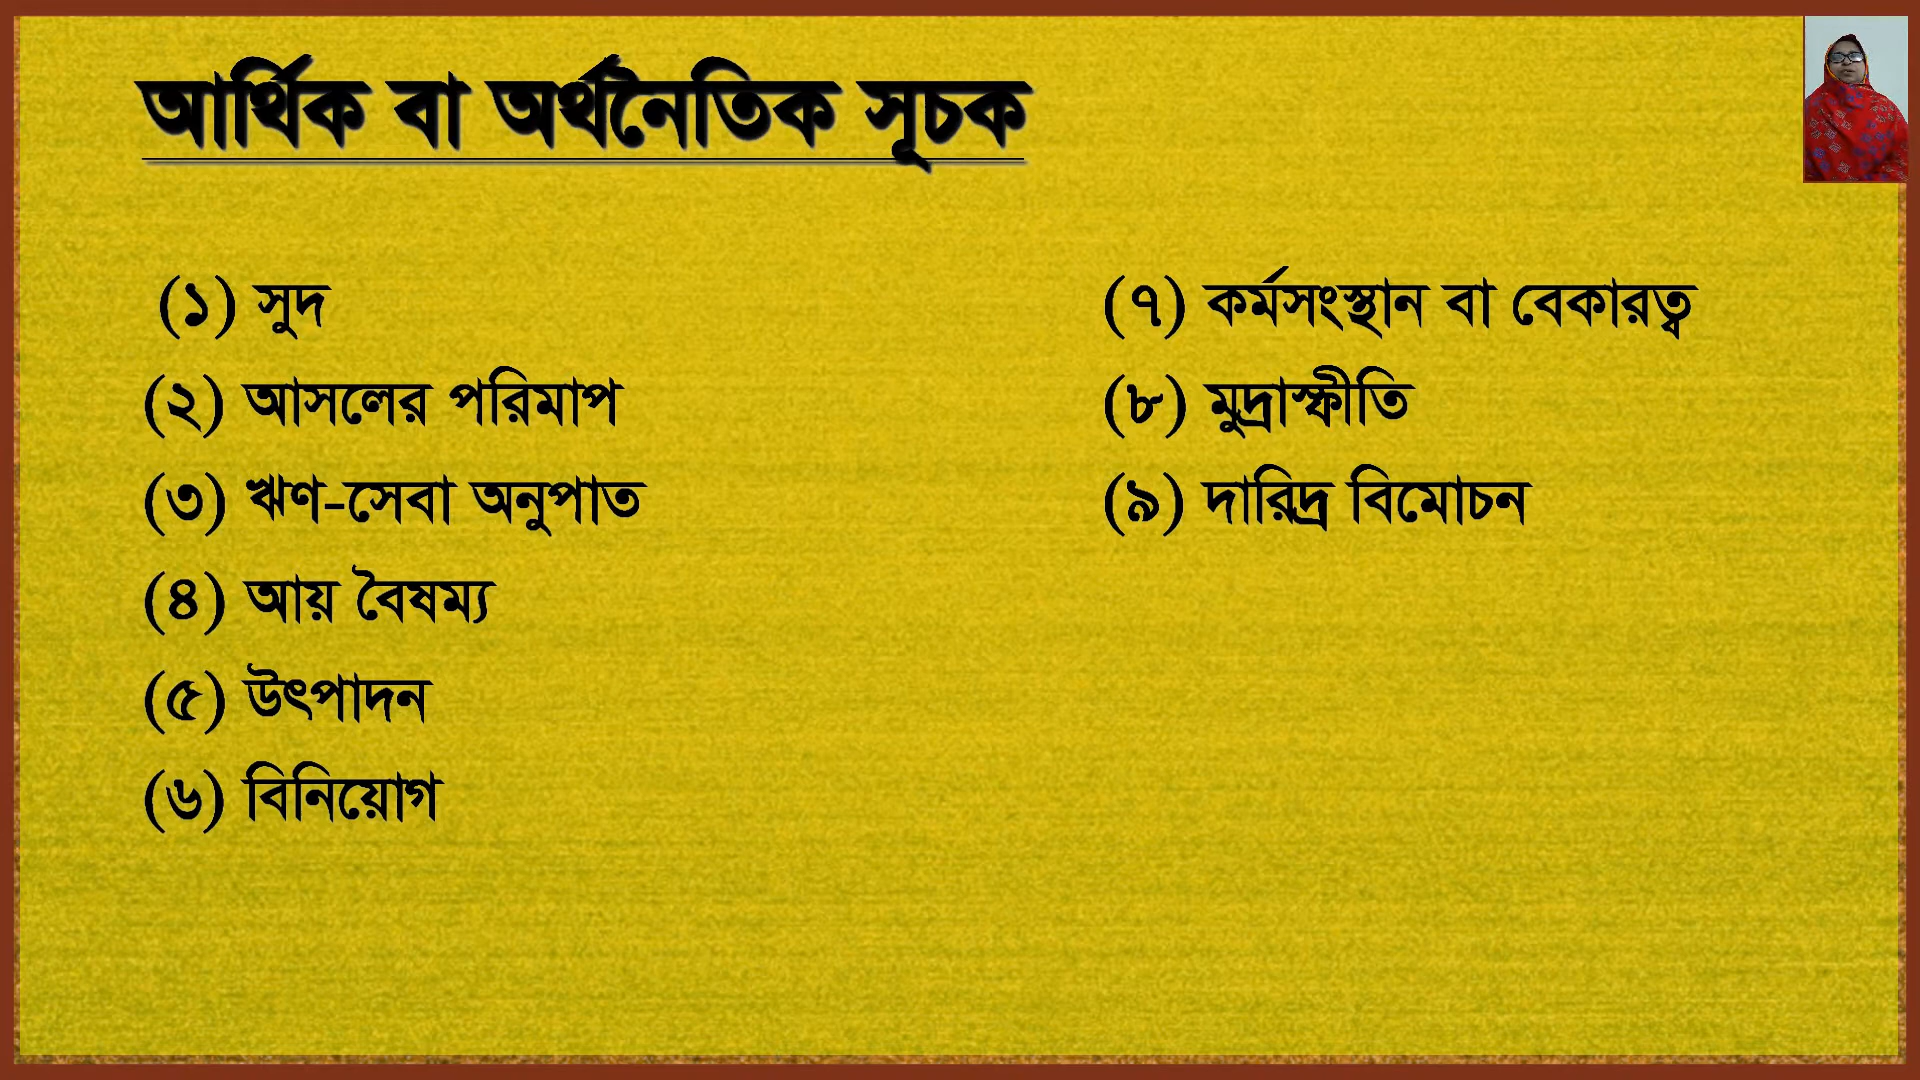 আর্থিক বা অর্থনৈতিক সূচক
(১) সুদ
(২) আসলের পরিমাপ
(৩) ঋণ-সেবা অনুপাত
(৪) আয় বৈষম্য
(৫) উৎপাদন
(৬) বিনিয়োগ
(৭) কর্মসংস্থান বা বেকারত্ব
(৮) মুদ্রাস্ফীতি
(৯) দারিদ্র বিমোচন